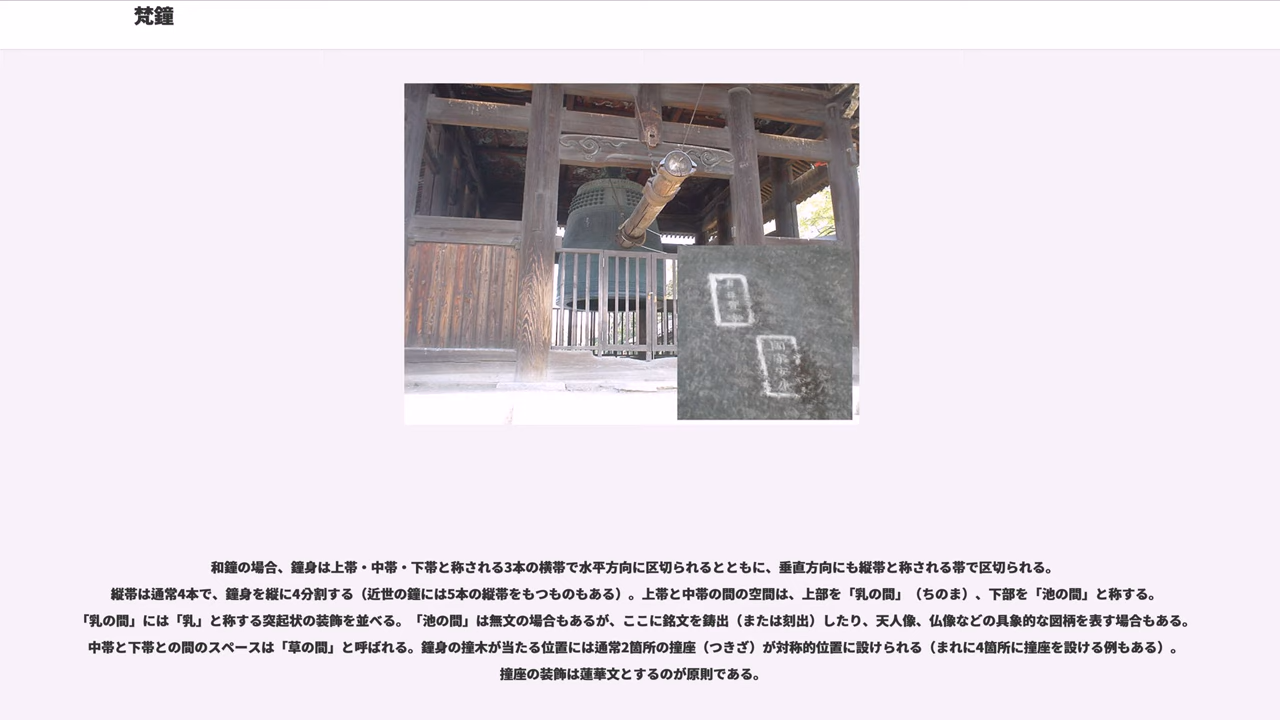 梵鐘
和鐘の場合、鐘身は上帯・中帯・下帯と称される3本の横帯で水平方向に区切られるとともに、垂直方向にも縦帯と称される帯で区切られる。
縦帯は通常4本で、鐘身を縦に4分割する（近世の鐘には5本の縦帯をもつものもある）。上帯と中帯の間の空間は、上部を「乳の間」（ちのま）、下部を「池の間」と称する。
「乳の間」には「乳」と称する突起状の装飾を並べる。「池の間」は無文の場合もあるが、ここに銘文を鋳出（または刻出）したり、天人像、仏像などの具象的な図柄を表す場合もある。
中帯と下帯との間のスペースは「草の間」と呼ばれる。鐘身の撞木が当たる位置には通常2箇所の撞座（つきざ）が対称的位置に設けられる（まれに4箇所に撞座を設ける例もある）。
撞座の装飾は蓮華文とするのが原則である。